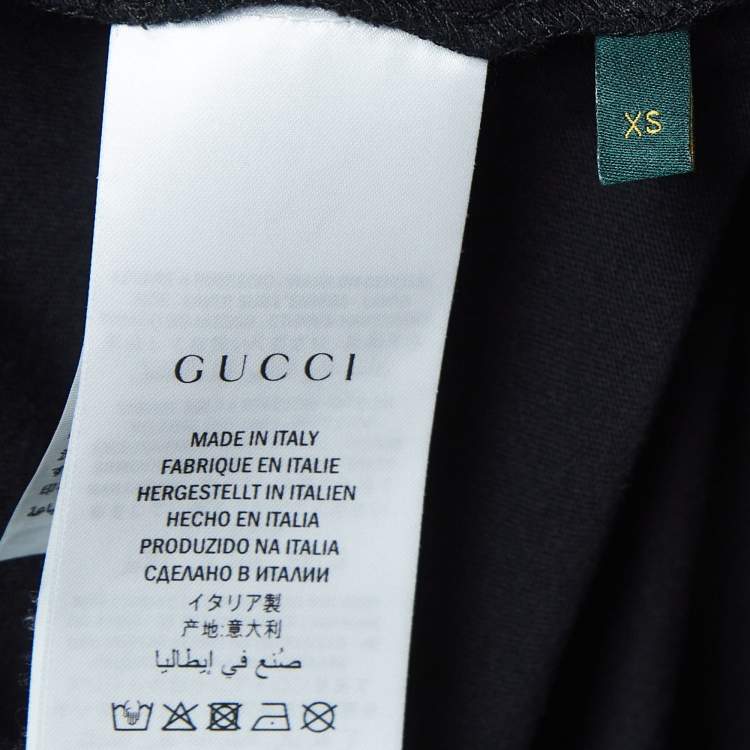 XS
GUCCI
MADE IN ITALY
FABRIQUE EN ITALIE
HERGESTELLT IN ITALIEN
HECHO EN ITALIA
PRODUZIDO NA ITALIA
СДЕЛАНО В ИТАЛИИ
イタリア製
产地:意大利
صُنع في إيطاليا